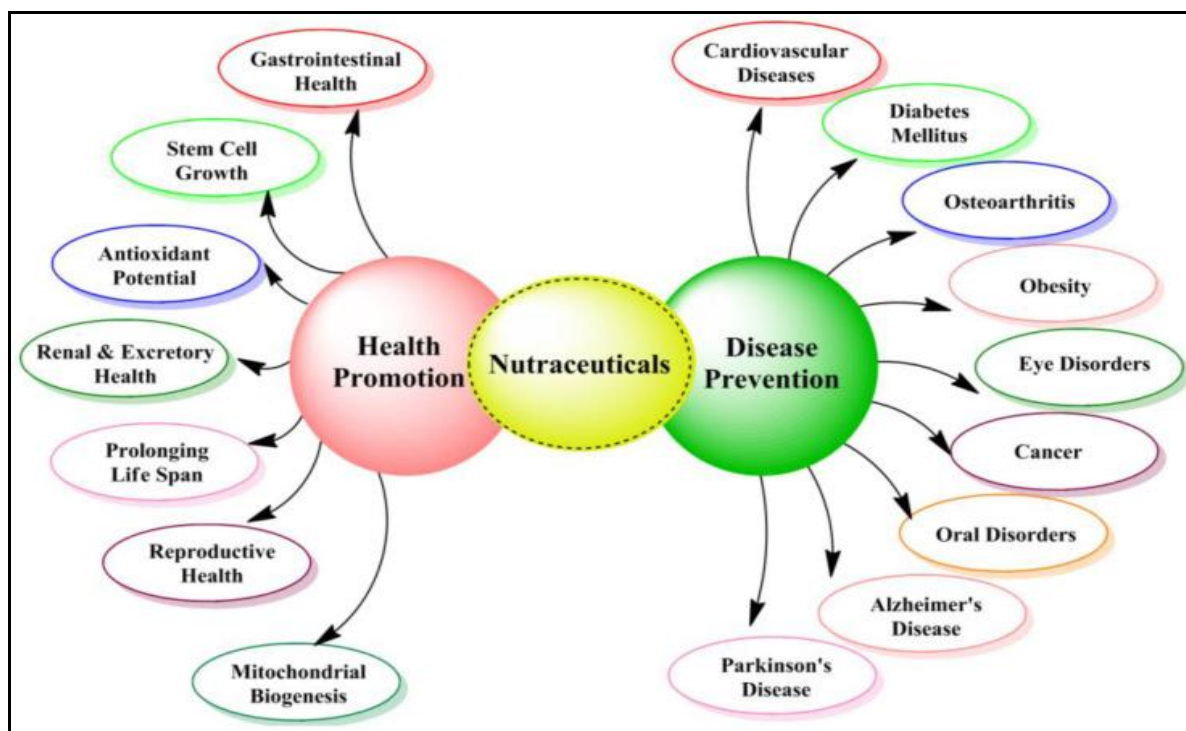 Gastrointestinal
Health
Stem Cell
Growth
Antioxidant
Potential
Renal & Excretory
Health
Prolonging
Life Span
Reproductive
Health
Mitochondrial
Biogenesis
Health
Promotion
Nutraceuticals
Disease
Prevention
Cardiovascular
Diseases
Diabetes
Mellitus
Osteoarthritis
Obesity
Eye Disorders
Cancer
Oral Disorders
Alzheimer's
Disease
Parkinson's
Disease